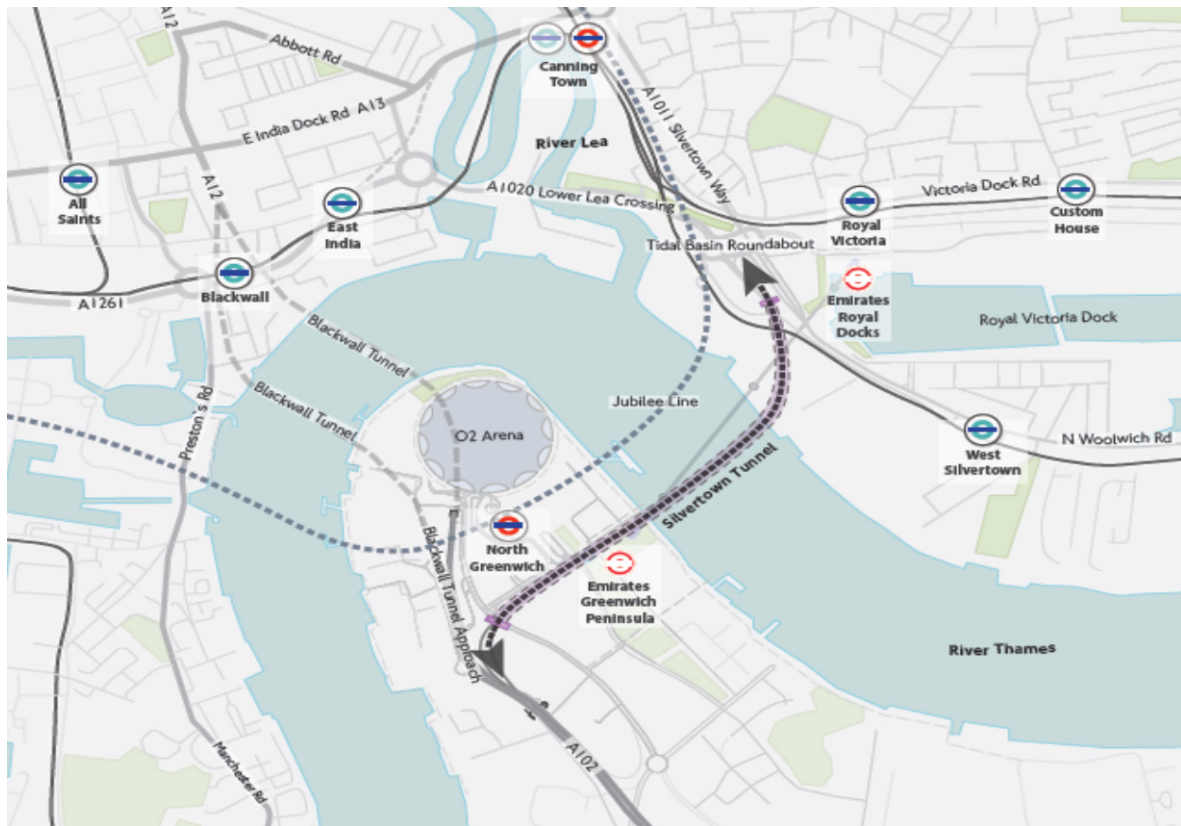 A12
Abbott Rd
Canning
Town
E India Dock Rd A13
A1011 Silvertown Way
River Lea
All
Saints
A12
East
India
A1020 Lower Lea Crossing
Royal
Victoria
Victoria Dock Rd
Custom
House
Tidal Basin Roundabout
Blackwall
A1261
Emirates
Royal
Docks
Royal Victoria Dock
Blackwall Tunnel
Blackwall Tunnel
Preston's Rd
Jubilee Line
O2 Arena
West
Silvertown
N Woolwich Rd
Silvertown Tunnel
North
Greenwich
Blackwall Tunnel Approach
Emirates
Greenwich
Peninsula
River Thames
A102
Manchester Rd